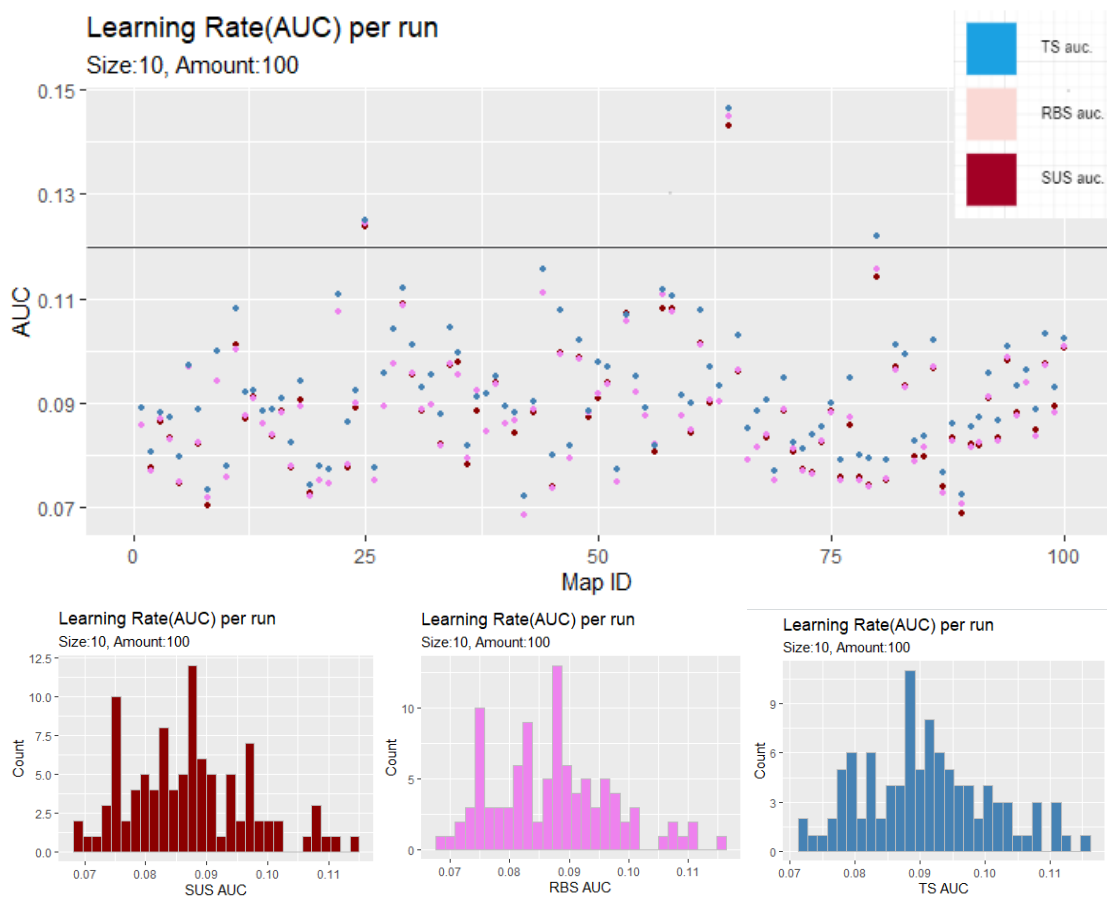 Learning Rate(AUC) per run
Size:10, Amount:100
TS auc.
RBS auc.
SUS auc.
0.15
0.13
0.11
0.09
0.07
AUC
0 25 50 75 100
Map ID
Learning Rate(AUC) per run
Size:10, Amount:100
12.5
10.0
7.5
5.0
2.5
0.0
Count
0.07 0.08 0.09 0.10 0.11
SUS AUC
Learning Rate(AUC) per run
Size:10, Amount:100
10
5
0
Count
0.07 0.08 0.09 0.10 0.11
RBS AUC
Learning Rate(AUC) per run
Size:10, Amount:100
9
6
3
0
Count
0.07 0.08 0.09 0.10 0.11
TS AUC